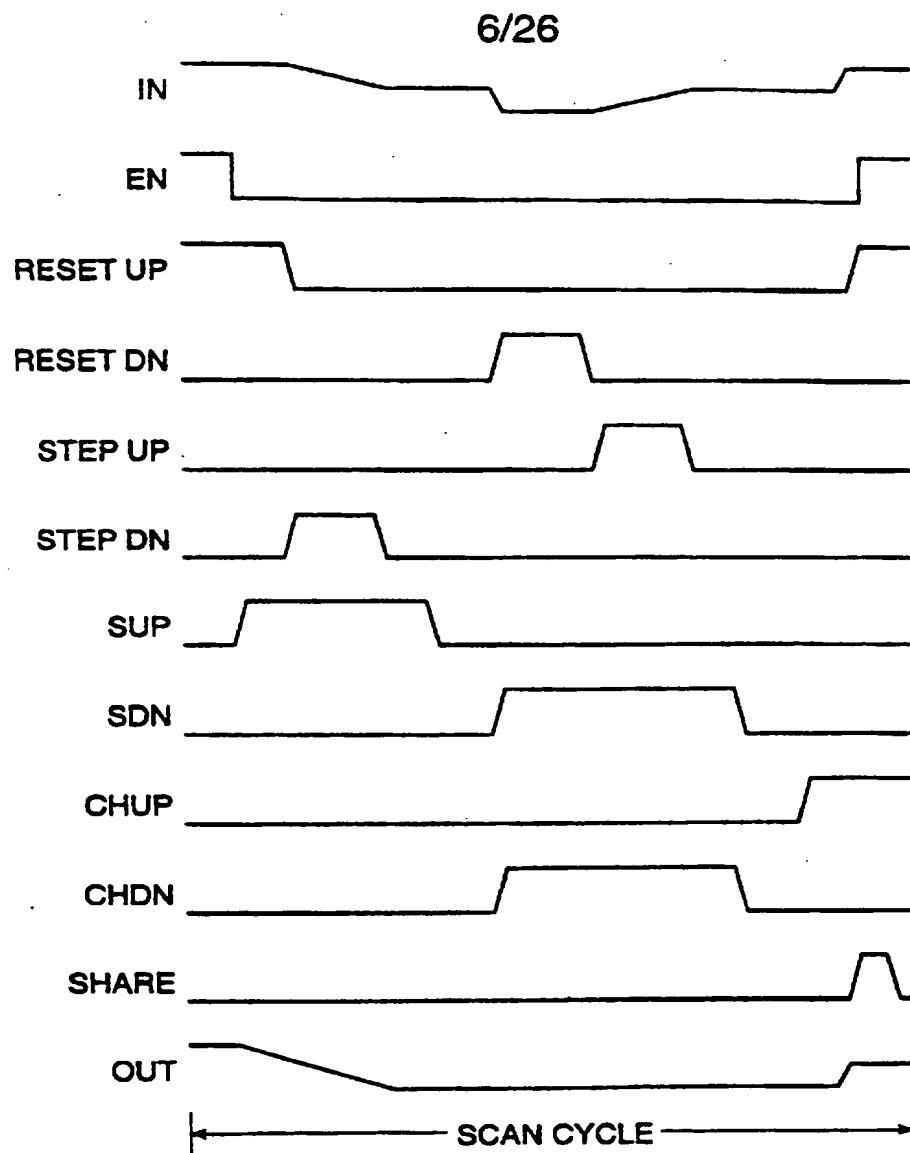 6/26
IN
EN
RESET UP
RESET DN
STEP UP
STEP DN
SUP
SDN
CHUP
CHDN
SHARE
OUT
SCAN CYCLE